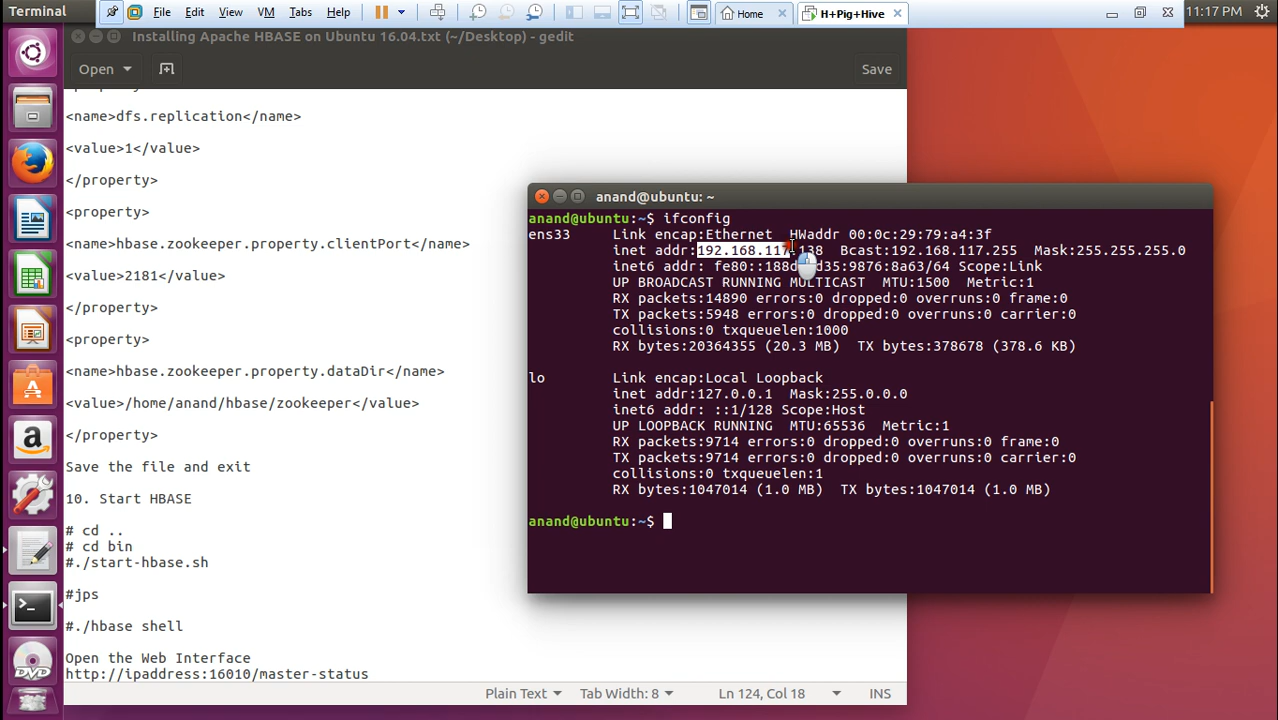 Terminal
File Edit View VM Tabs Help
Home
H+Pig+Hive
11:17 PM
Installing Apache HBASE on Ubuntu 16.04.txt (~/Desktop) - gedit
Open
Save
<name>dfs.replication</name>
<value>1</value>
</property>
<property>
<name>hbase.zookeeper.property.clientPort</name>
<value>2181</value>
</property>
<property>
<name>hbase.zookeeper.property.dataDir</name>
<value>/home/anand/hbase/zookeeper</value>
</property>
Save the file and exit
10. Start HBASE
# cd ..
# cd bin
#./start-hbase.sh
#jps
#./hbase shell
Open the Web Interface
http://ipaddress:16010/master-status
Plain Text Tab Width: 8 Ln 124, Col 18 INS
anand@ubuntu: ~
anand@ubuntu:~$ ifconfig
ens33 Link encap:Ethernet HWaddr 00:0c:29:79:a4:3f
inet addr:192.168.117.138 Bcast:192.168.117.255 Mask:255.255.255.0
inet6 addr: d35:9876:8a63/64 Scope:Link
UP BROADCAST RUNNING MULTICAST MTU:1500 Metric:1
RX packets:14890 errors:0 dropped:0 overruns:0 frame:0
TX packets:5948 errors:0 dropped:0 overruns:0 carrier:0
collisions:0 txqueuelen:1000
RX bytes:20364355 (20.3 MB) TX bytes:378678 (378.6 KB)
lo Link encap:Local Loopback
inet addr:127.0.0.1 Mask:255.0.0.0
inet6 addr: ::1/128 Scope:Host
UP LOOPBACK RUNNING MTU:65536 Metric:1
RX packets:9714 errors:0 dropped:0 overruns:0 frame:0
TX packets:9714 errors:0 dropped:0 overruns:0 carrier:0
collisions:0 txqueuelen:1
RX bytes:1047014 (1.0 MB) TX bytes:1047014 (1.0 MB)
anand@ubuntu:~$